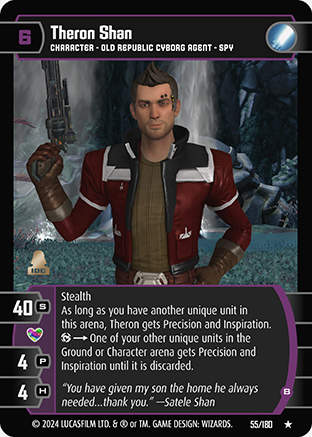 6
Theron Shan
CHARACTER - OLD REPUBLIC CYBORG AGENT - SPY
40 S
4 P
4 H
Stealth
As long as you have another unique unit in
this arena, Theron gets Precision and Inspiration.
→ One of your other unique units in the
Ground or Character arena gets Precision and
Inspiration until it is discarded.
“You have given my son the home he always
needed...thank you.” —Satele Shan
B
© 2024 LUCASFILM LTD. & ® or TM. GAME DESIGN: WIZARDS.
55/180